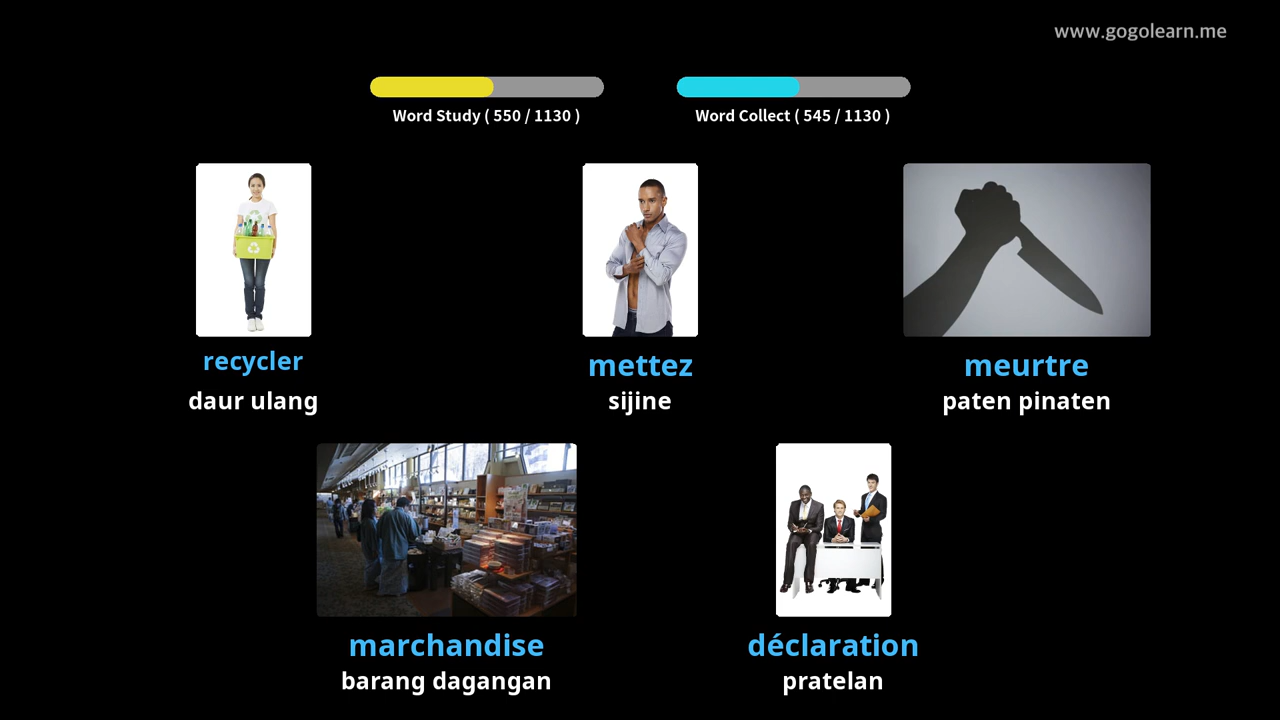 www.gogolearn.me
Word Study ( 550 / 1130 )
Word Collect ( 545 / 1130 )
recycler
daur ulang
mettez
sijine
meurtre
paten pinaten
marchandise
barang dagangan
déclaration
pratelan